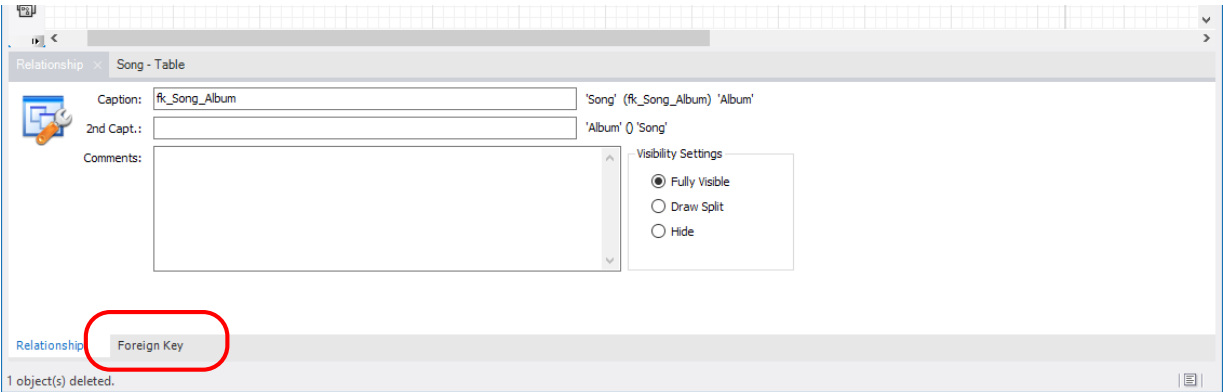 Relationship × Song - Table
Caption: fk_Song_Album 'Song' (fk_Song_Album) 'Album'
2nd Capt.: 'Album' () 'Song'
Comments: Visibility Settings
Fully Visible
Draw Split
Hide
Relationship Foreign Key
1 object(s) deleted.